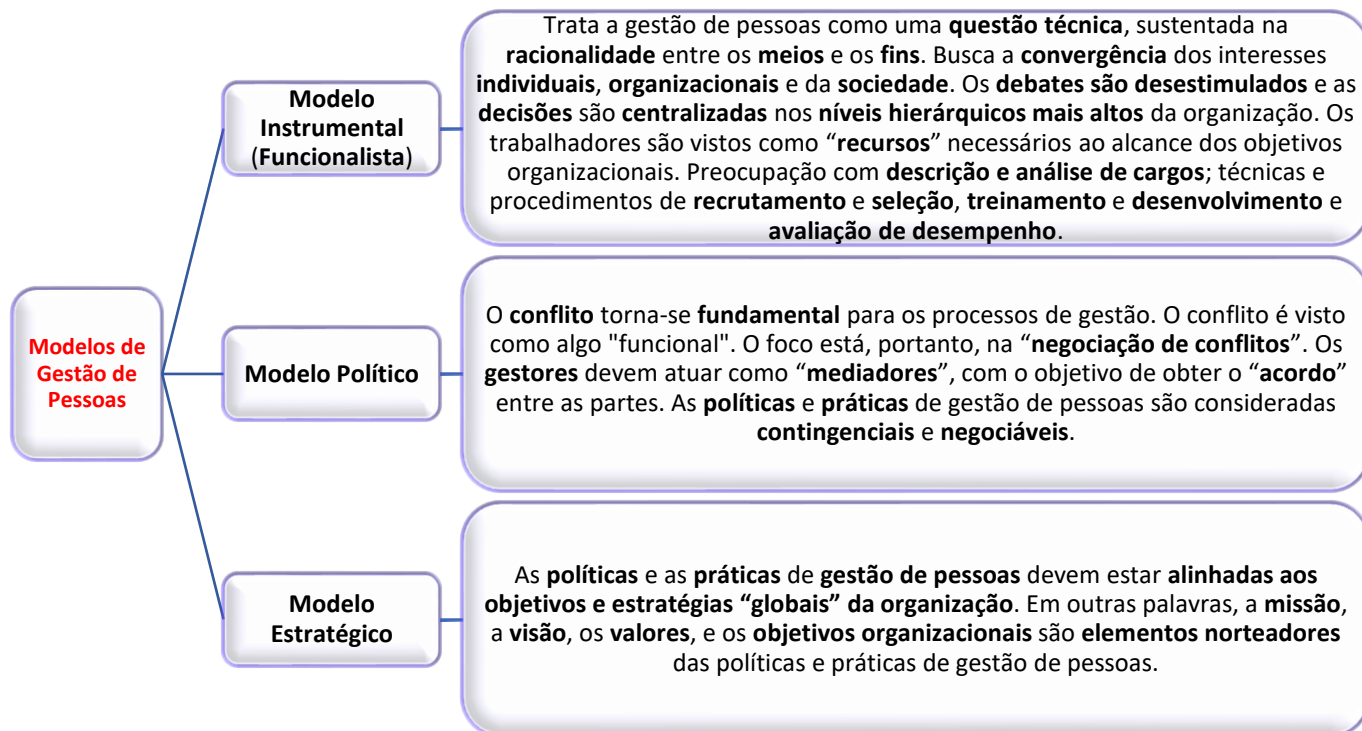 Modelos de
Gestão de
Pessoas
Modelo
Instrumental
(Funcionalista)
Trata a gestão de pessoas como uma questão técnica, sustentada na
racionalidade entre os meios e os fins. Busca a convergência dos interesses
individuais, organizacionais e da sociedade. Os debates são desestimulados e as
decisões são centralizadas nos níveis hierárquicos mais altos da organização. Os
trabalhadores são vistos como “recursos” necessários ao alcance dos objetivos
organizacionais. Preocupação com descrição e análise de cargos; técnicas e
procedimentos de recrutamento e seleção, treinamento e desenvolvimento e
avaliação de desempenho.
Modelo Político
O conflito torna-se fundamental para os processos de gestão. O conflito é visto
como algo "funcional". O foco está, portanto, na “negociação de conflitos”. Os
gestores devem atuar como “mediadores”, com o objetivo de obter o “acordo”
entre as partes. As políticas e práticas de gestão de pessoas são consideradas
contingenciais e negociáveis.
Modelo
Estratégico
As políticas e as práticas de gestão de pessoas devem estar alinhadas aos
objetivos e estratégias “globais” da organização. Em outras palavras, a missão,
a visão, os valores, e os objetivos organizacionais são elementos norteadores
das políticas e práticas de gestão de pessoas.